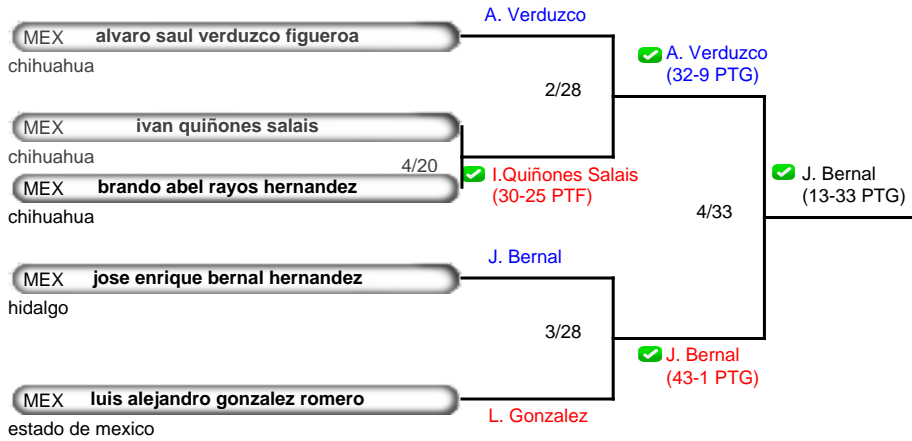 A. Verduzco
MEX alvaro saul verduzco figueroa
chihuahua
A. Verduzco
(32-9 PTG)
2/28
MEX ivan quiñones salais
chihuahua
4/20
I.Quiñones Salais
(30-25 PTF)
MEX brando abel rayos hernandez
chihuahua
J. Bernal
(13-33 PTG)
4/33
J. Bernal
MEX jose enrique bernal hernandez
hidalgo
3/28
J. Bernal
(43-1 PTG)
MEX luis alejandro gonzalez romero
L. Gonzalez
estado de mexico